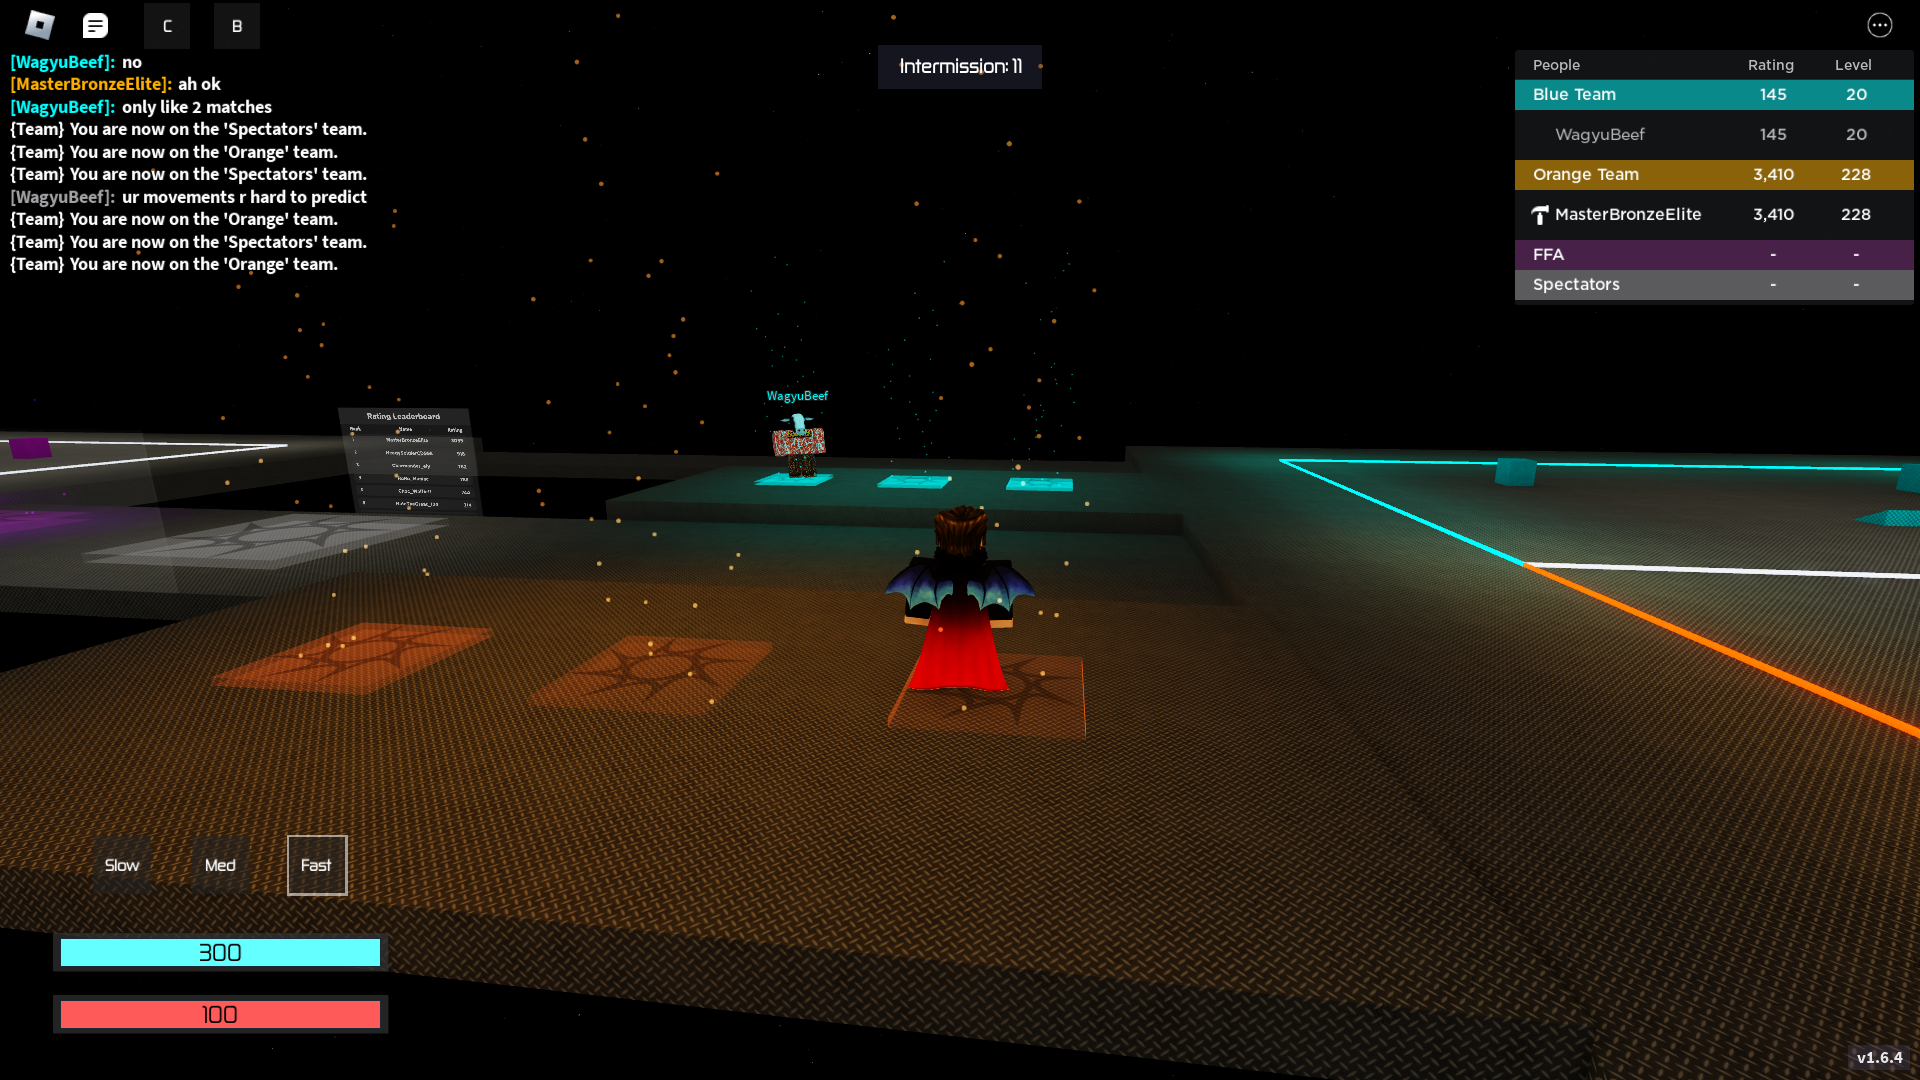 C
B
[WagyuBeef]: no
[MasterBronzeElite]: ah ok
[WagyuBeef]: only like 2 matches
{Team} You are now on the 'Spectators' team.
{Team} You are now on the 'Orange' team.
{Team} You are now on the 'Spectators' team.
[WagyuBeef]: ur movements r hard to predict
{Team} You are now on the 'Orange' team.
{Team} You are now on the 'Spectators' team.
{Team} You are now on the 'Orange' team.
Intermission: 11
People Rating Level
Blue Team 145 20
WagyuBeef 145 20
Orange Team 3,410 228
MasterBronzeElite 3,410 228
FFA - -
Spectators - -
WagyuBeef
Rating Leaderboard
Rank Name Rating
MasterBronzeElite
Slow Med Fast
300
100
v1.6.4